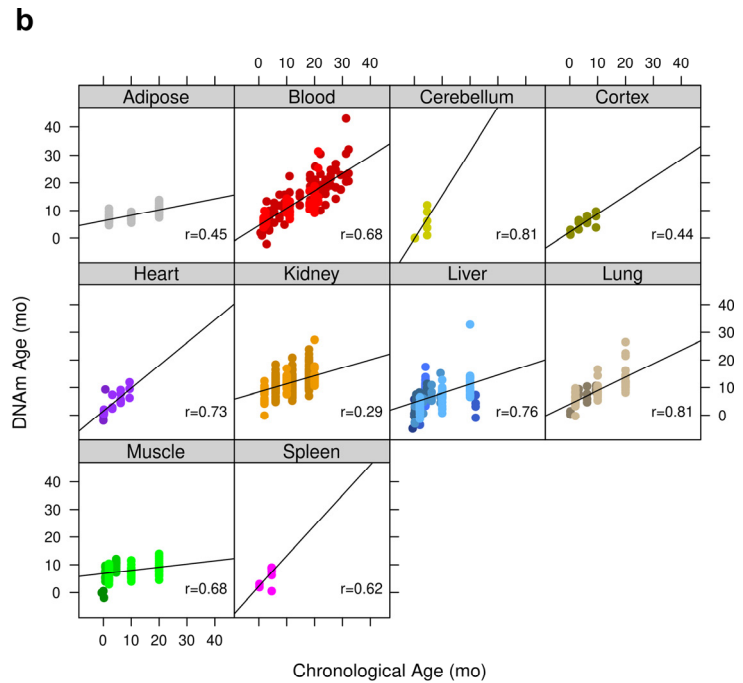 b
0 10 20 30 40 0 10 20 30 40
Adipose Blood Cerebellum Cortex
40
30
20
10
0
r=0.45 r=0.68 r=0.81 r=0.44
Heart Kidney Liver Lung
40
30
20
10
0
r=0.73 r=0.29 r=0.76 r=0.81
DNAm Age (mo)
Muscle Spleen
40
30
20
10
0
r=0.68 r=0.62
0 10 20 30 40
Chronological Age (mo)